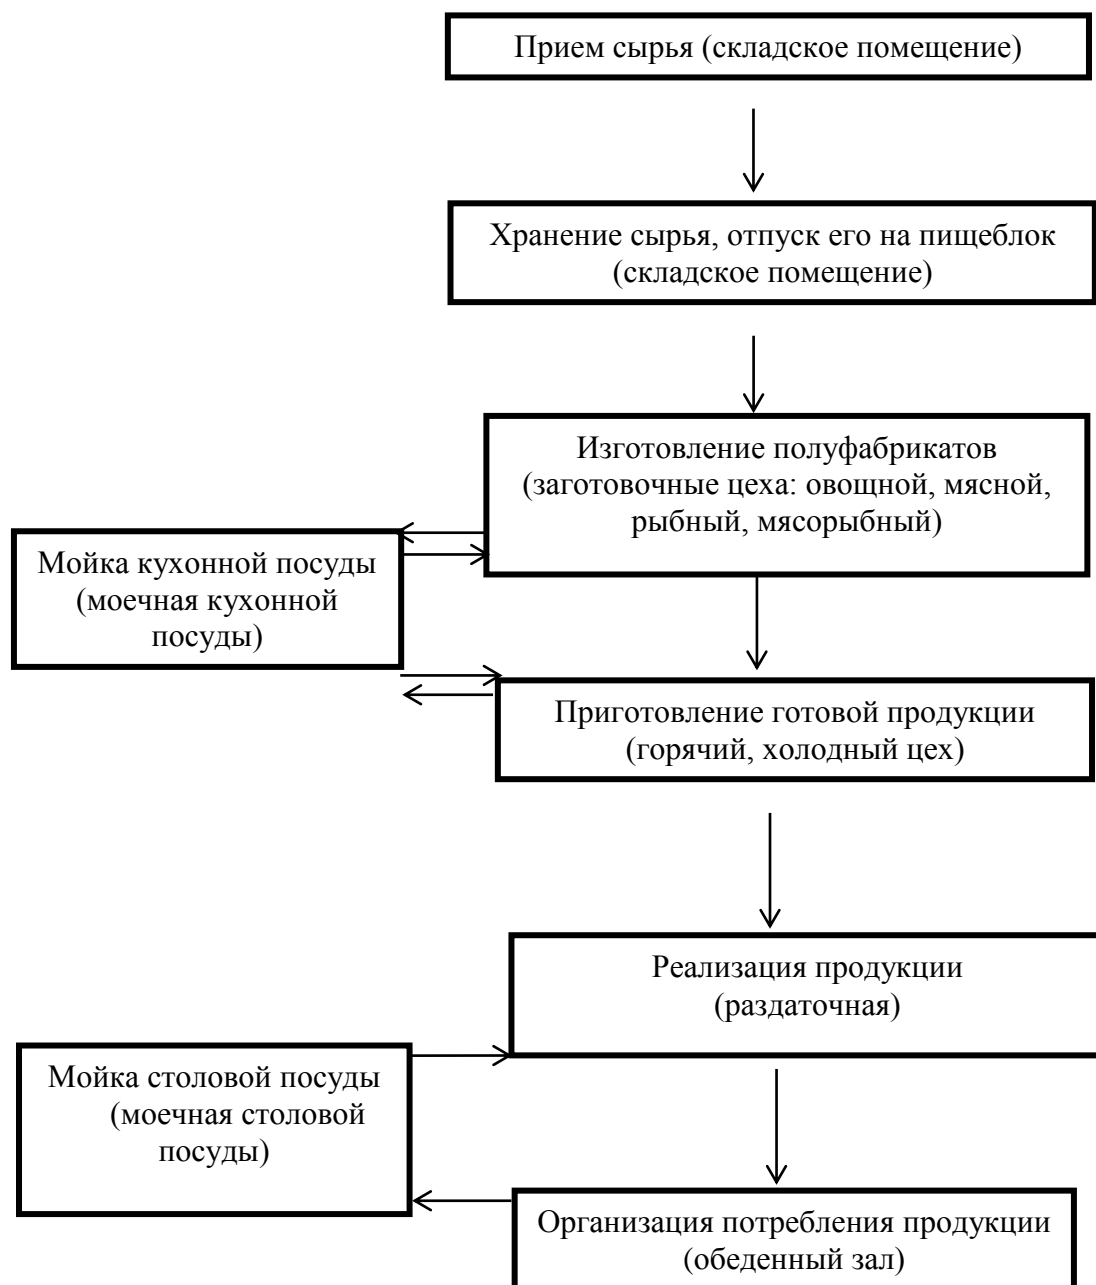 Прием сырья (складское помещение)
Хранение сырья, отпуск его на пищеблок
(складское помещение)
Изготовление полуфабрикатов
(заготовочные цеха: овощной, мясной,
рыбный, мясорыбный)
Мойка кухонной посуды
(моечная кухонной
посуды)
Приготовление готовой продукции
(горячий, холодный цех)
Реализация продукции
(раздаточная)
Мойка столовой посуды
(моечная столовой
посуды)
Организация потребления продукции
(обеденный зал)